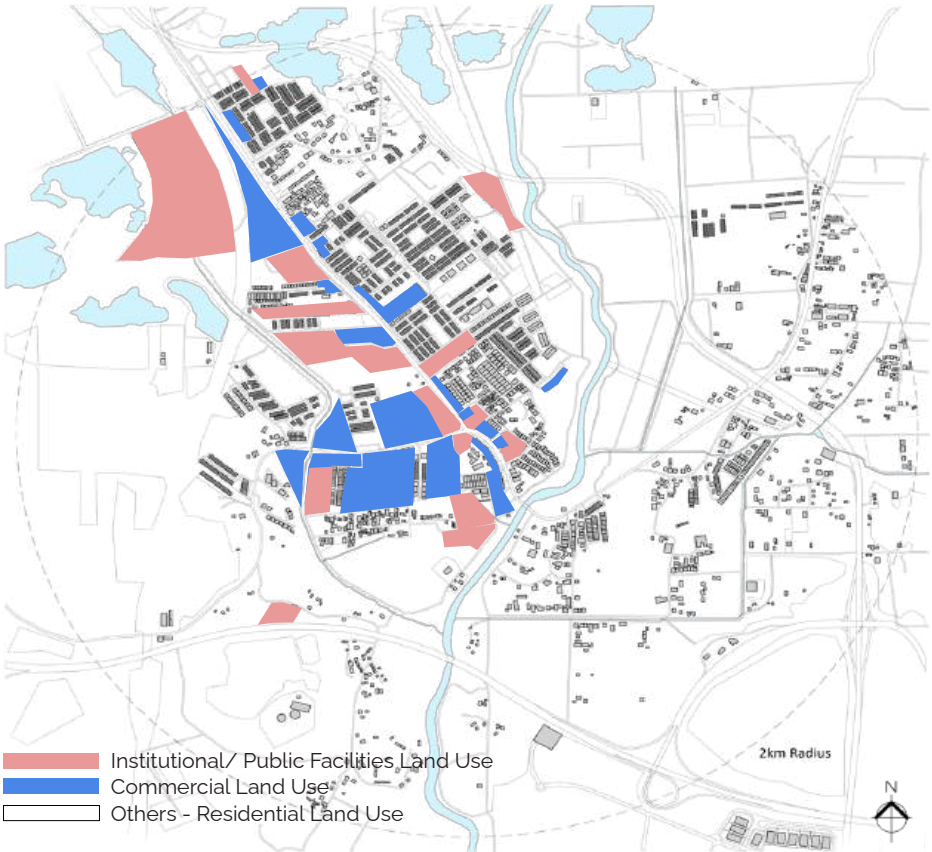 2km Radius
Institutional/ Public Facilities Land Use
Commercial Land Use
Others - Residential Land Use
N